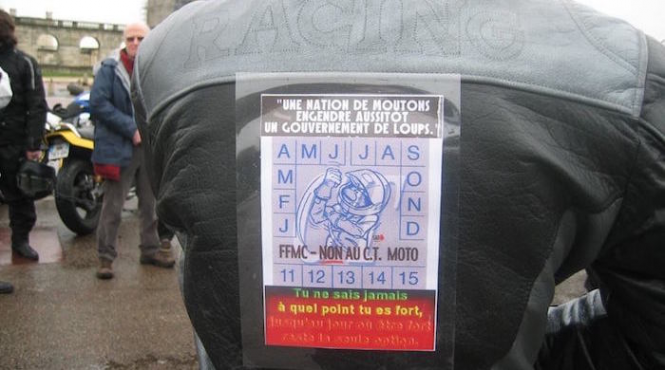 RACING
"UNE NATION DE MOUTONS
ENGENDRE AUSSITÔT
UN GOUVERNEMENT DE LOUPS."
A M J J A S
M O
F N
J D
FFMC - NON AU C.T. MOTO
11 12 13 14 15
Tu ne sais jamais
à quel point tu es fort,
jusqu'au jour où être fort
reste la seule option.